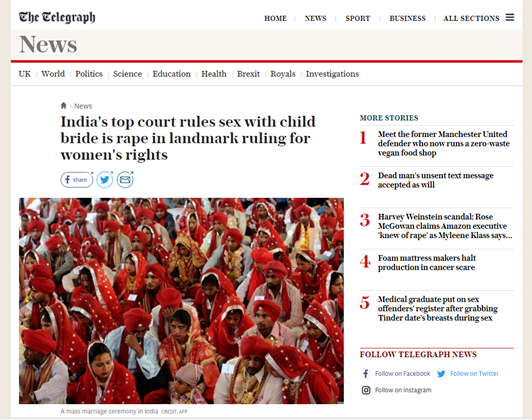 The Telegraph
HOME NEWS SPORT BUSINESS ALL SECTIONS
News
UK World Politics Science Education Health Brexit Royals Investigations
News
India's top court rules sex with child
bride is rape in landmark ruling for
women's rights
share
A mass marriage ceremony in India CREDIT: AFP
MORE STORIES
1 Meet the former Manchester United
defender who now runs a zero-waste
vegan food shop
2 Dead man's unsent text message
accepted as will
3 Harvey Weinstein scandal: Rose
McGowan claims Amazon executive
'knew of rape' as Myleene Klass says...
4 Foam mattress makers halt
production in cancer scare
5 Medical graduate put on sex
offenders' register after grabbing
Tinder date's breasts during sex
FOLLOW TELEGRAPH NEWS
Follow on Facebook Follow on Twitter
Follow on Instagram